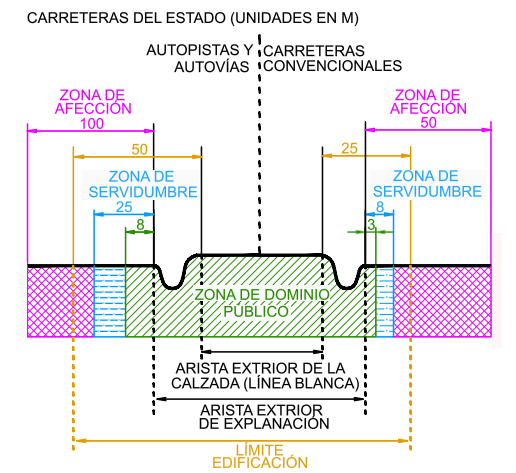 CARRETERAS DEL ESTADO (UNIDADES EN M)
AUTOPISTAS Y
AUTOVÍAS
CARRETERAS
CONVENCIONALES
ZONA DE
AFECCIÓN
100
ZONA DE
AFECCIÓN
50
50
25
ZONA DE
SERVIDUMBRE
25
ZONA DE
SERVIDUMBRE
8
8
3
ZONA DE DOMINIO
PÚBLICO
ARISTA EXTRIOR DE LA
CALZADA (LÍNEA BLANCA)
ARISTA EXTRIOR
DE EXPLANACIÓN
LÍMITE
EDIFICACIÓN